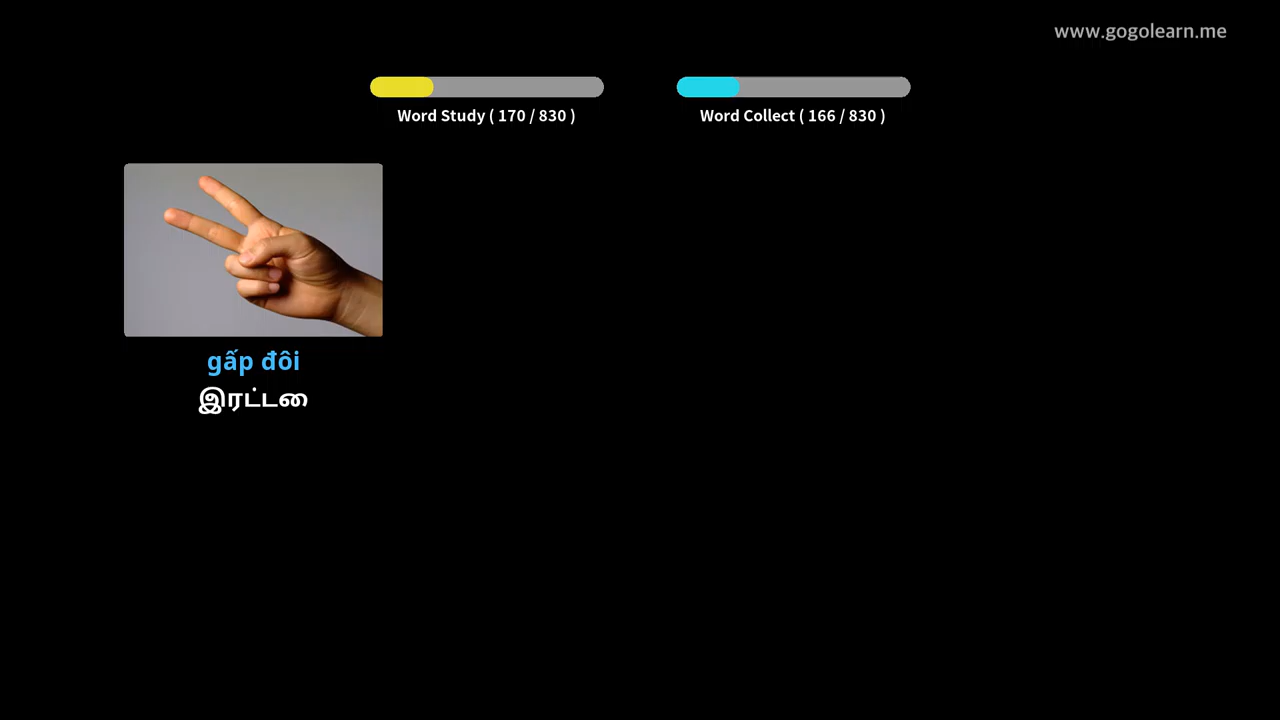 www.gogolearn.me
Word Study ( 170 / 830 )
Word Collect ( 166 / 830 )
gấp đôi
இரட்டை